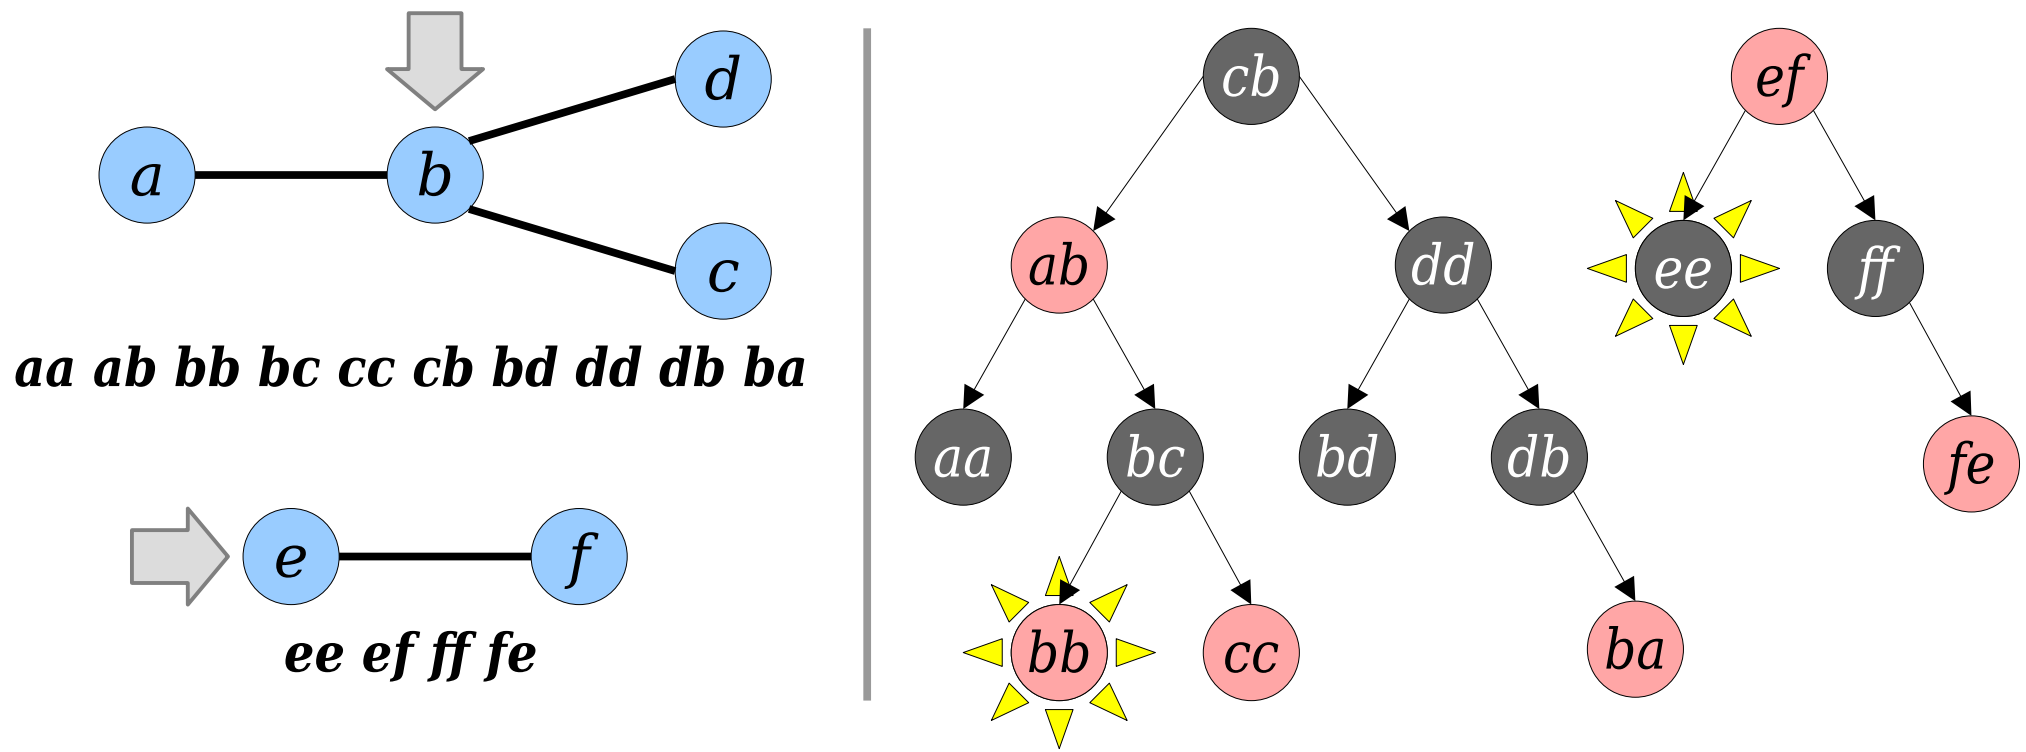 d
a
b
c
aa ab bb bc cc cb bd dd db ba
e
f
ee ef ff fe
cb
ef
ab
dd
ee
ff
aa
bc
bd
db
fe
bb
cc
ba